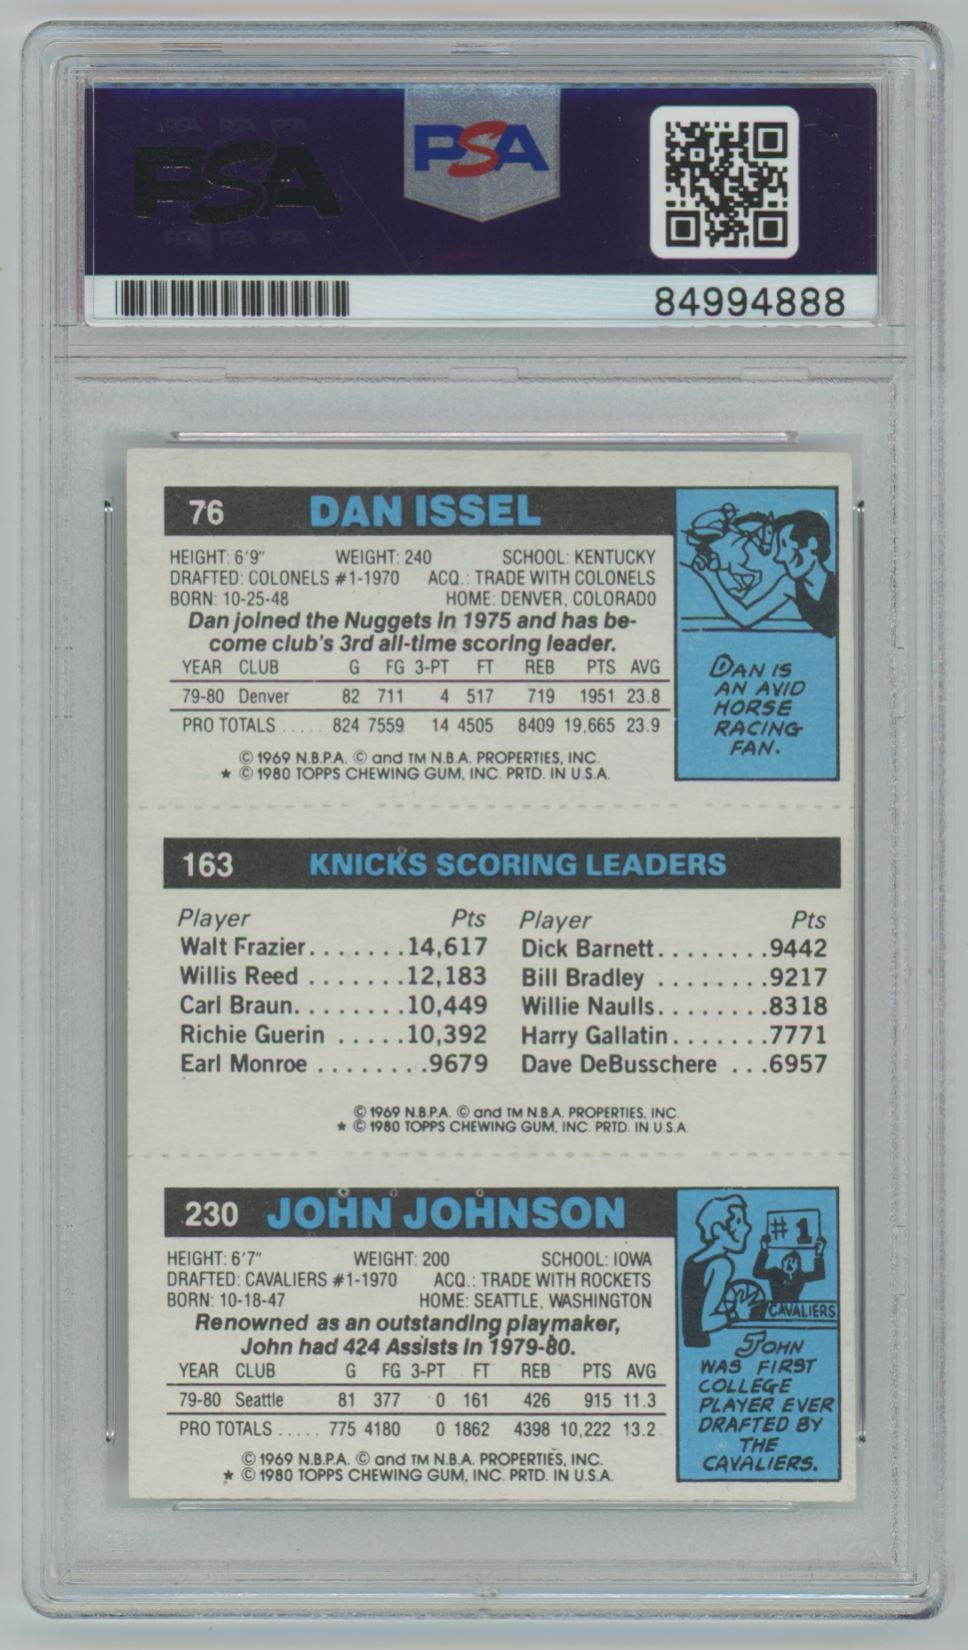 PSA PSA PSA
PSA
PSA PSA PSA
PSA
84994888
76 DAN ISSEL
HEIGHT: 6'9" WEIGHT: 240 SCHOOL: KENTUCKY
DRAFTED: COLONELS #1-1970 ACQ.: TRADE WITH COLONELS
BORN: 10-25-48 HOME: DENVER, COLORADO
Dan joined the Nuggets in 1975 and has be-
come club's 3rd all-time scoring leader.
YEAR CLUB G FG 3-PT FT REB PTS AVG
79-80 Denver 82 711 4 517 719 1951 23.8
PRO TOTALS ..... 824 7559 14 4505 8409 19,665 23.9
© 1969 N.B.P.A. © and TM N.B.A. PROPERTIES, INC.
★ © 1980 TOPPS CHEWING GUM, INC. PRTD. IN U.S.A.
DAN IS
AN AVID
HORSE
RACING
FAN.
163 KNICKS SCORING LEADERS
Player Pts Player Pts
Walt Frazier.......14,617 Dick Barnett........9442
Willis Reed .......12,183 Bill Bradley ........9217
Carl Braun........10,449 Willie Naulls........8318
Richie Guerin .....10,392 Harry Gallatin.......7771
Earl Monroe ........9679 Dave DeBusschere ...6957
© 1969 N.B.P.A. © and TM N.B.A. PROPERTIES, INC.
★ © 1980 TOPPS CHEWING GUM, INC. PRTD. IN U.S.A.
230 JOHN JOHNSON
HEIGHT: 6'7" WEIGHT: 200 SCHOOL: IOWA
DRAFTED: CAVALIERS #1-1970 ACQ.: TRADE WITH ROCKETS
BORN: 10-18-47 HOME: SEATTLE, WASHINGTON
Renowned as an outstanding playmaker,
John had 424 Assists in 1979-80.
YEAR CLUB G FG 3-PT FT REB PTS AVG
79-80 Seattle 81 377 0 161 426 915 11.3
PRO TOTALS ..... 775 4180 0 1862 4398 10,222 13.2
© 1969 N.B.P.A. © and TM N.B.A. PROPERTIES, INC.
★ © 1980 TOPPS CHEWING GUM, INC. PRTD. IN U.S.A.
#1
CAVALIERS
JOHN
WAS FIRST
COLLEGE
PLAYER EVER
DRAFTED BY
THE
CAVALIERS.